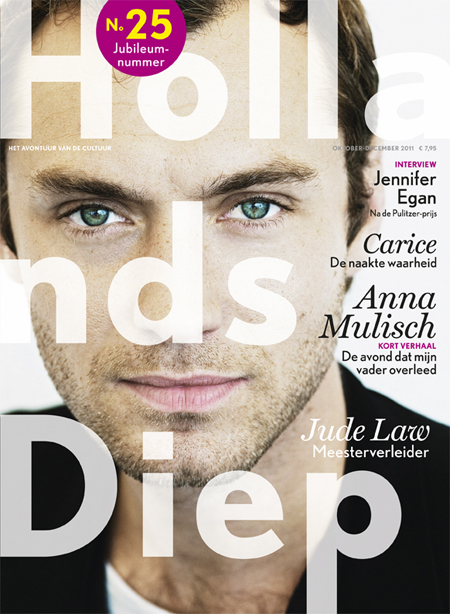 No. 25
Jubileum-
nummer
Holla
HET AVONTUUR VAN DE CULTUUR
OKTOBER-DECEMBER 2011 € 7,95
INTERVIEW
Jennifer
Egan
Na de Pulitzer-prijs
Carice
De naakte waarheid
nds
Anna
Mulisch
KORT VERHAAL
De avond dat mijn
vader overleed
Jude Law
Meesterverleider
Diep